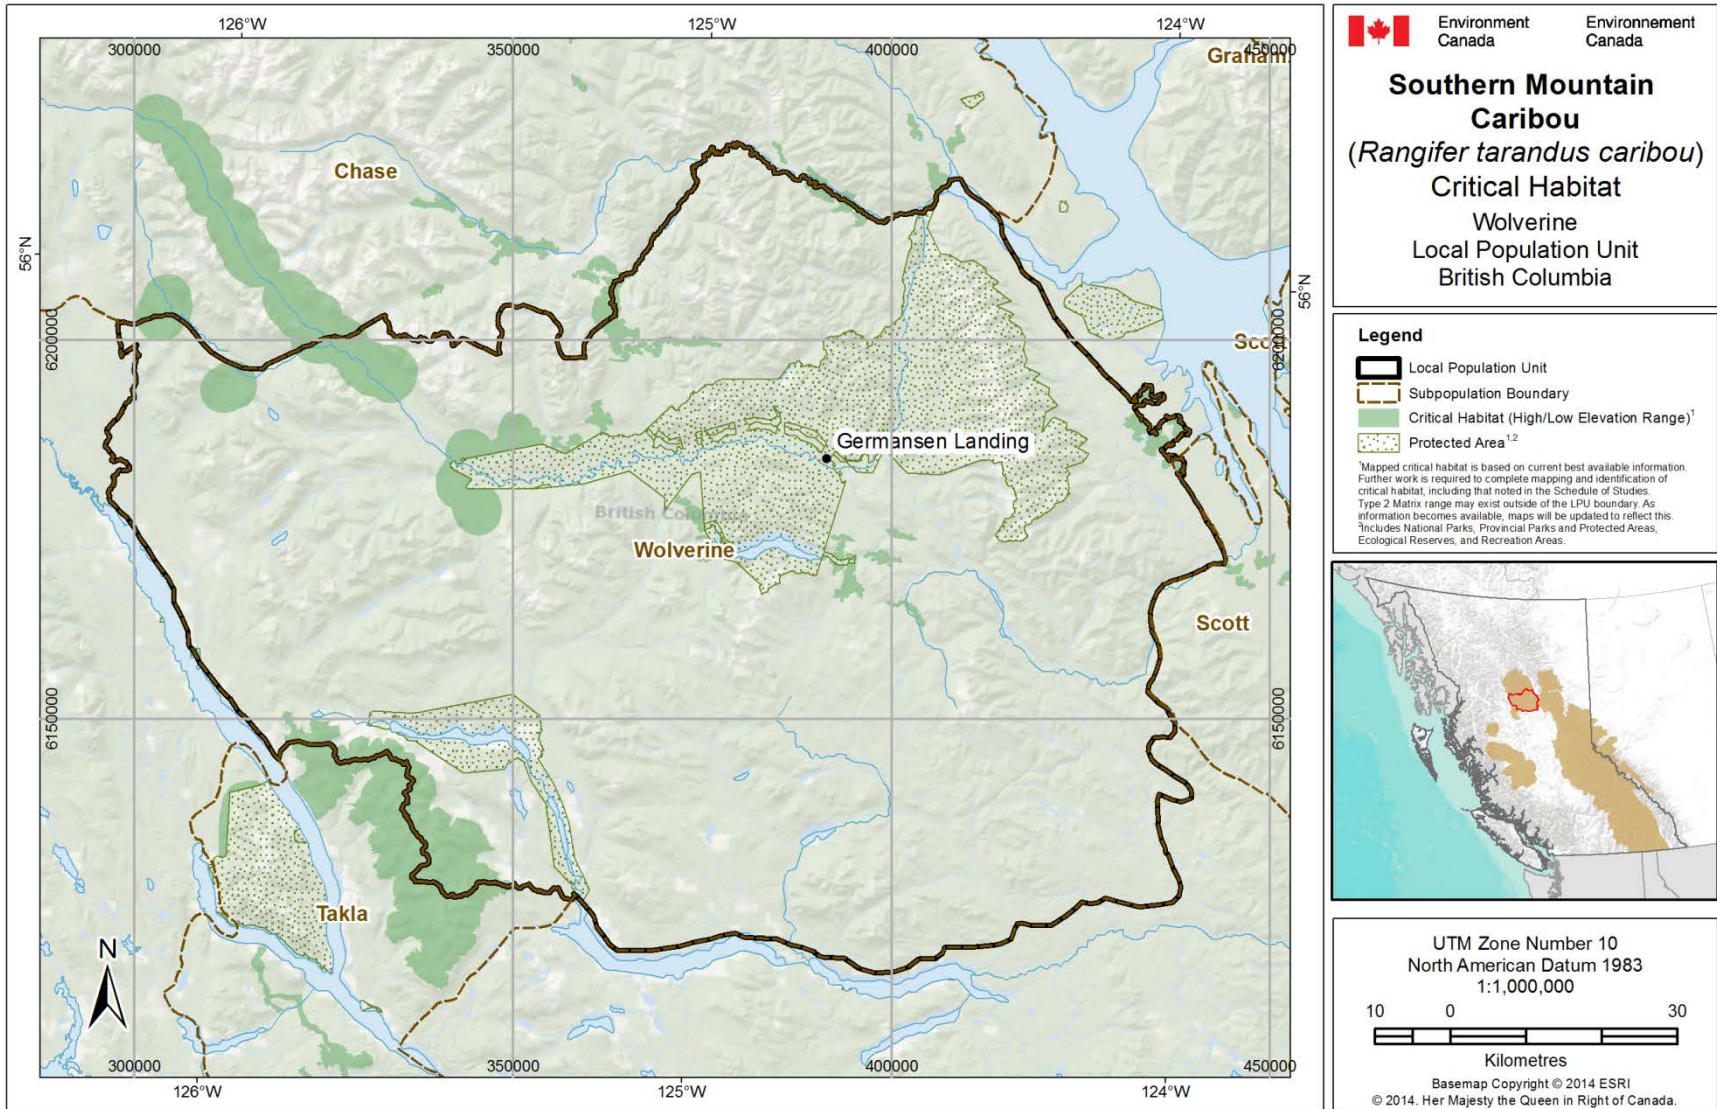 126°W 125°W 124°W
300000 350000 400000 450000
Graham
Chase
56°N
56°N
6200000
6200000
Germansen Landing
British Columbia
Wolverine
Scott
6150000
6150000
Takla
N
300000 350000 400000 450000
126°W 125°W 124°W
Environment Environnement
Canada Canada
Southern Mountain
Caribou
(Rangifer tarandus caribou)
Critical Habitat
Wolverine
Local Population Unit
British Columbia
Legend
Local Population Unit
Subpopulation Boundary
Critical Habitat (High/Low Elevation Range)¹
Protected Area¹,²
¹Mapped critical habitat is based on current best available information.
Further work is required to complete mapping and identification of
critical habitat, including that noted in the Schedule of Studies.
Type 2 Matrix range may exist outside of the LPU boundary. As
information becomes available, maps will be updated to reflect this.
²Includes National Parks, Provincial Parks and Protected Areas,
Ecological Reserves, and Recreation Areas.
UTM Zone Number 10
North American Datum 1983
1:1,000,000
10 0 30
Kilometres
Basemap Copyright © 2014 ESRI
© 2014. Her Majesty the Queen in Right of Canada.